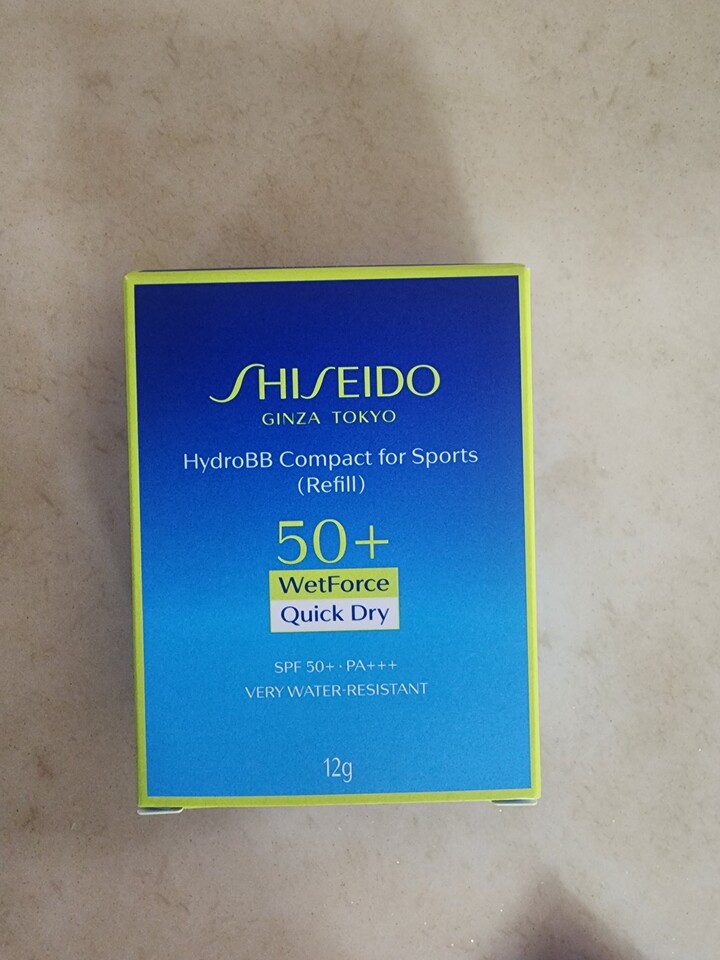 SHISEIDO
GINZA TOKYO
HydroBB Compact for Sports
(Refill)
50+
WetForce
Quick Dry
SPF 50+ · PA+++
VERY WATER-RESISTANT
12g